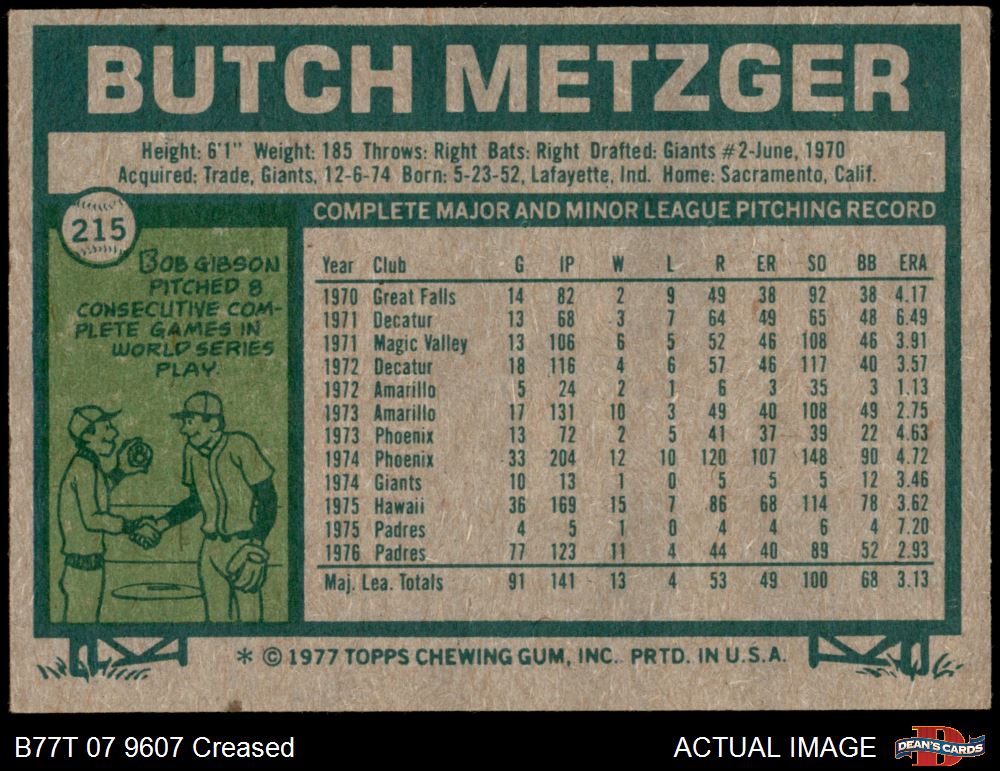 BUTCH METZGER
Height: 6'1" Weight: 185 Throws: Right Bats: Right Drafted: Giants #2-June, 1970
Acquired: Trade, Giants, 12-6-74 Born: 5-23-52, Lafayette, Ind. Home: Sacramento, Calif.
215
BOB GIBSON
PITCHED 8
CONSECUTIVE COM-
PLETE GAMES IN
WORLD SERIES
PLAY.
8
COMPLETE MAJOR AND MINOR LEAGUE PITCHING RECORD
Year Club G IP W L R ER SO BB ERA
1970 Great Falls 14 82 2 9 49 38 92 38 4.17
1971 Decatur 13 68 3 7 64 49 65 48 6.49
1971 Magic Valley 13 106 6 5 52 46 108 46 3.91
1972 Decatur 18 116 4 6 57 46 117 40 3.57
1972 Amarillo 5 24 2 1 6 3 35 3 1.13
1973 Amarillo 17 131 10 3 49 40 108 49 2.75
1973 Phoenix 13 72 2 5 41 37 39 22 4.63
1974 Phoenix 33 204 12 10 120 107 148 90 4.72
1974 Giants 10 13 1 0 5 5 5 12 3.46
1975 Hawaii 36 169 15 7 86 68 114 78 3.62
1975 Padres 4 5 1 0 4 4 6 4 7.20
1976 Padres 77 123 11 4 44 40 89 52 2.93
Maj. Lea. Totals 91 141 13 4 53 49 100 68 3.13
* © 1977 TOPPS CHEWING GUM, INC. PRTD. IN U.S.A.
B77T 07 9607 Creased
ACTUAL IMAGE
D
DEAN'S CARDS